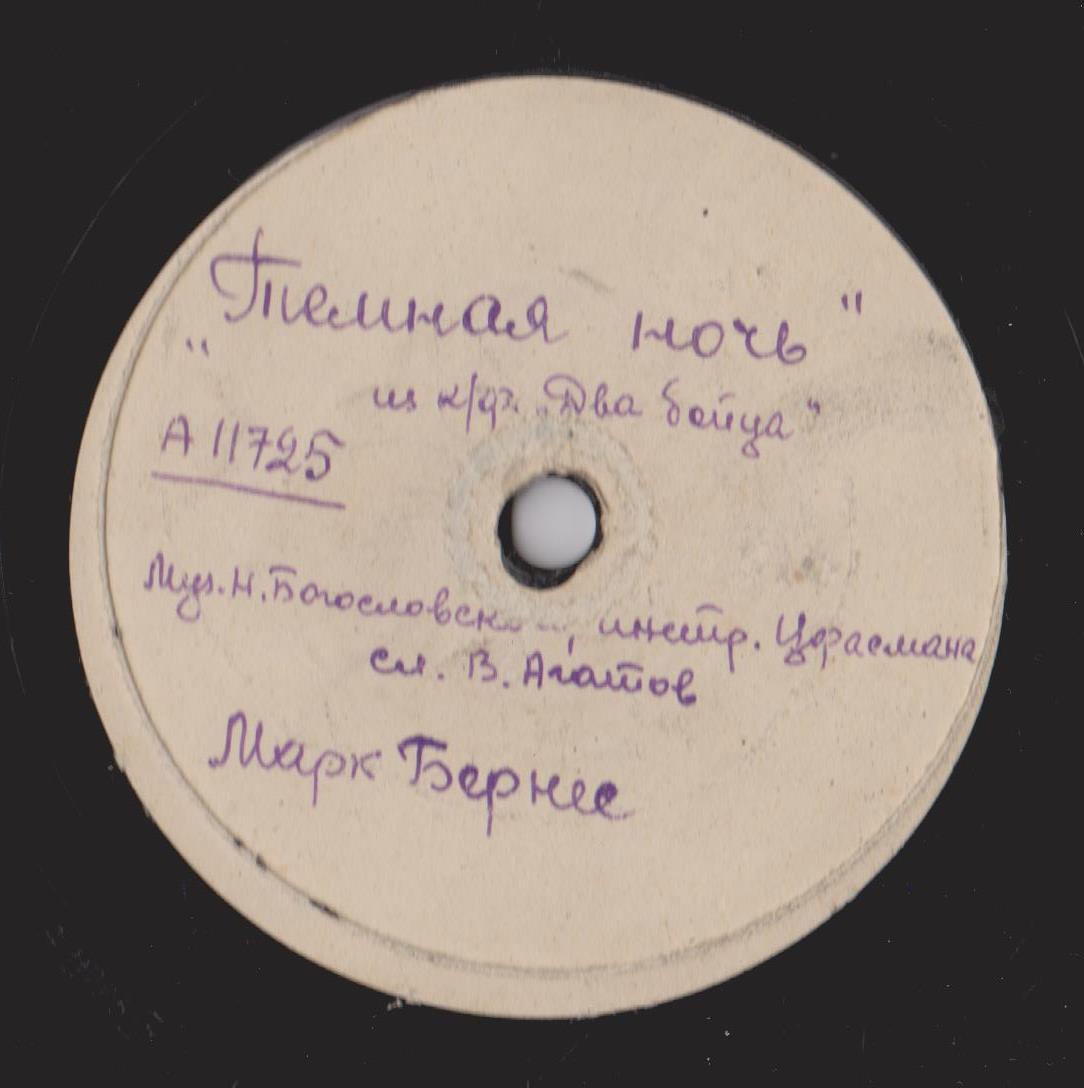 "Темная ночь"
из к/ф. "Два бойца"
А 11725
Муз. Н. Богословск..., инстр. Цфасмана
сл. В. Агатов
Марк Бернес